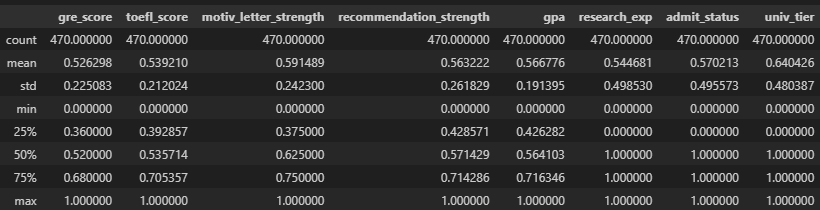 gre_score toefl_score motiv_letter_strength recommendation_strength gpa research_exp admit_status univ_tier
count 470.000000 470.000000 470.000000 470.000000 470.000000 470.000000 470.000000 470.000000
mean 0.526298 0.539210 0.591489 0.563222 0.566776 0.544681 0.570213 0.640426
std 0.225083 0.212024 0.242300 0.261829 0.191395 0.498530 0.495573 0.480387
min 0.000000 0.000000 0.000000 0.000000 0.000000 0.000000 0.000000 0.000000
25% 0.360000 0.392857 0.375000 0.428571 0.426282 0.000000 0.000000 0.000000
50% 0.520000 0.535714 0.625000 0.571429 0.564103 1.000000 1.000000 1.000000
75% 0.680000 0.705357 0.750000 0.714286 0.716346 1.000000 1.000000 1.000000
max 1.000000 1.000000 1.000000 1.000000 1.000000 1.000000 1.000000 1.000000